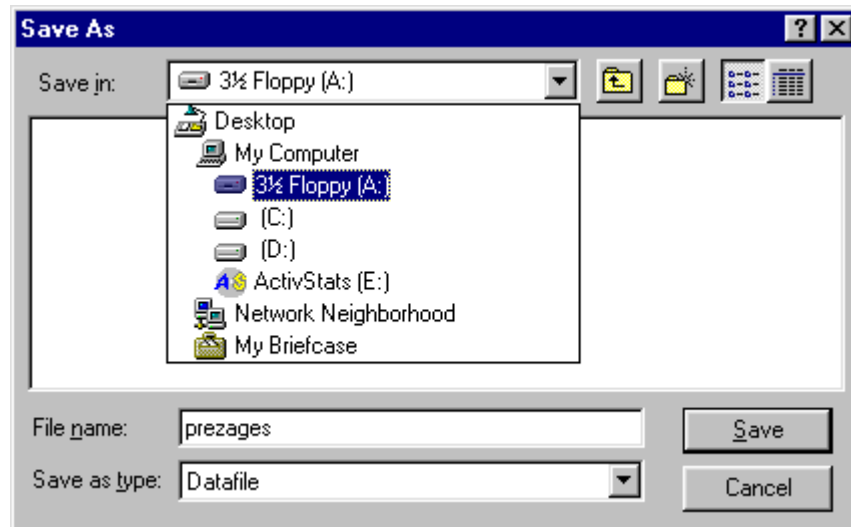 Save As
Save in: 3½ Floppy (A:)
Desktop
My Computer
3½ Floppy (A:)
(C:)
(D:)
ActivStats (E:)
Network Neighborhood
My Briefcase
File name: prezages Save
Save as type: Datafile Cancel